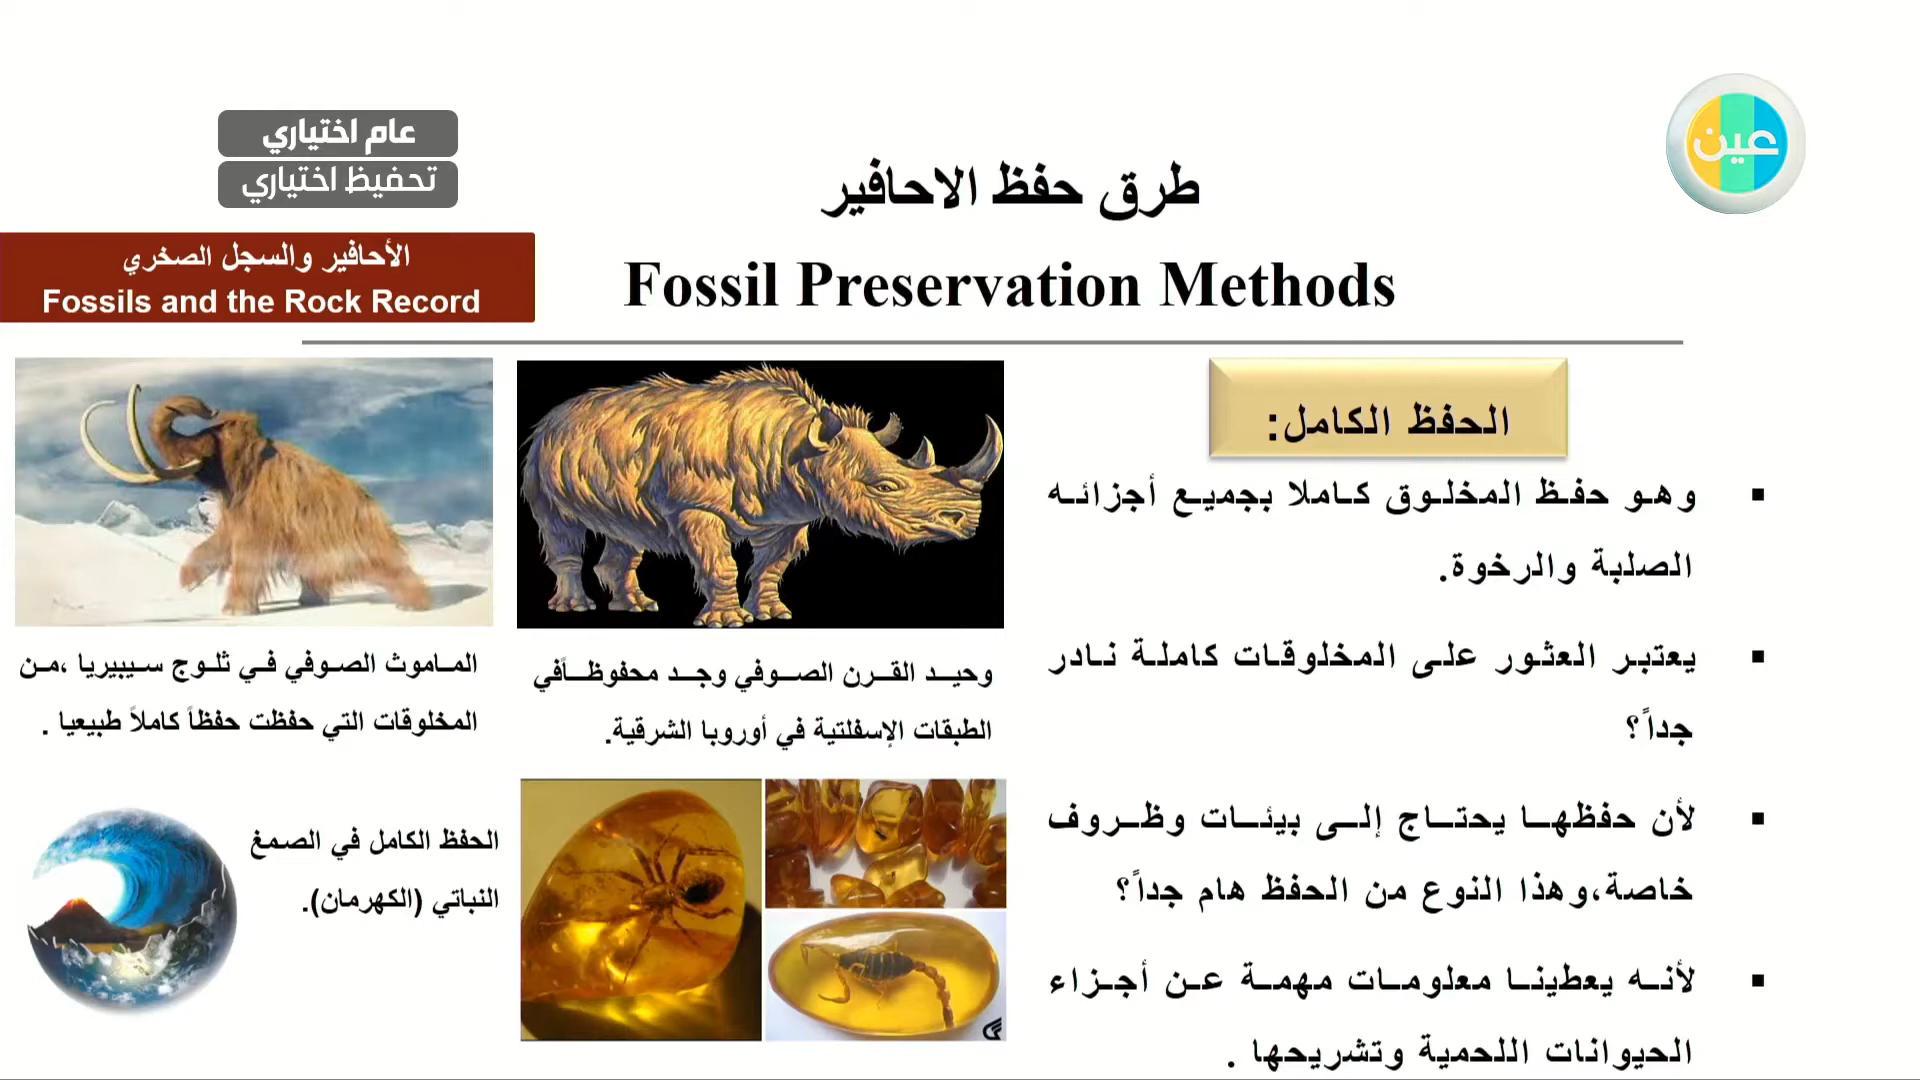 عين
عام اختياري
تحفيظ اختياري
طرق حفظ الاحافير
Fossil Preservation Methods
الأحافير والسجل الصخري
Fossils and the Rock Record
الحفظ الكامل:
▪ وهو حفظ المخلوق كاملا بجميع أجزائه
الصلبة والرخوة.
▪ يعتبر العثور على المخلوقات كاملة نادر
جداً؟
▪ لأن حفظها يحتاج إلى بيئات وظروف
خاصة،وهذا النوع من الحفظ هام جداً؟
▪ لأنه يعطينا معلومات مهمة عن أجزاء
الحيوانات اللحمية وتشريحها .
وحيد القرن الصوفي وجد محفوظاًفي
الطبقات الإسفلتية في أوروبا الشرقية.
الماموث الصوفي في ثلوج سيبيريا ،من
المخلوقات التي حفظت حفظاً كاملاً طبيعيا .
الحفظ الكامل في الصمغ
النباتي (الكهرمان).